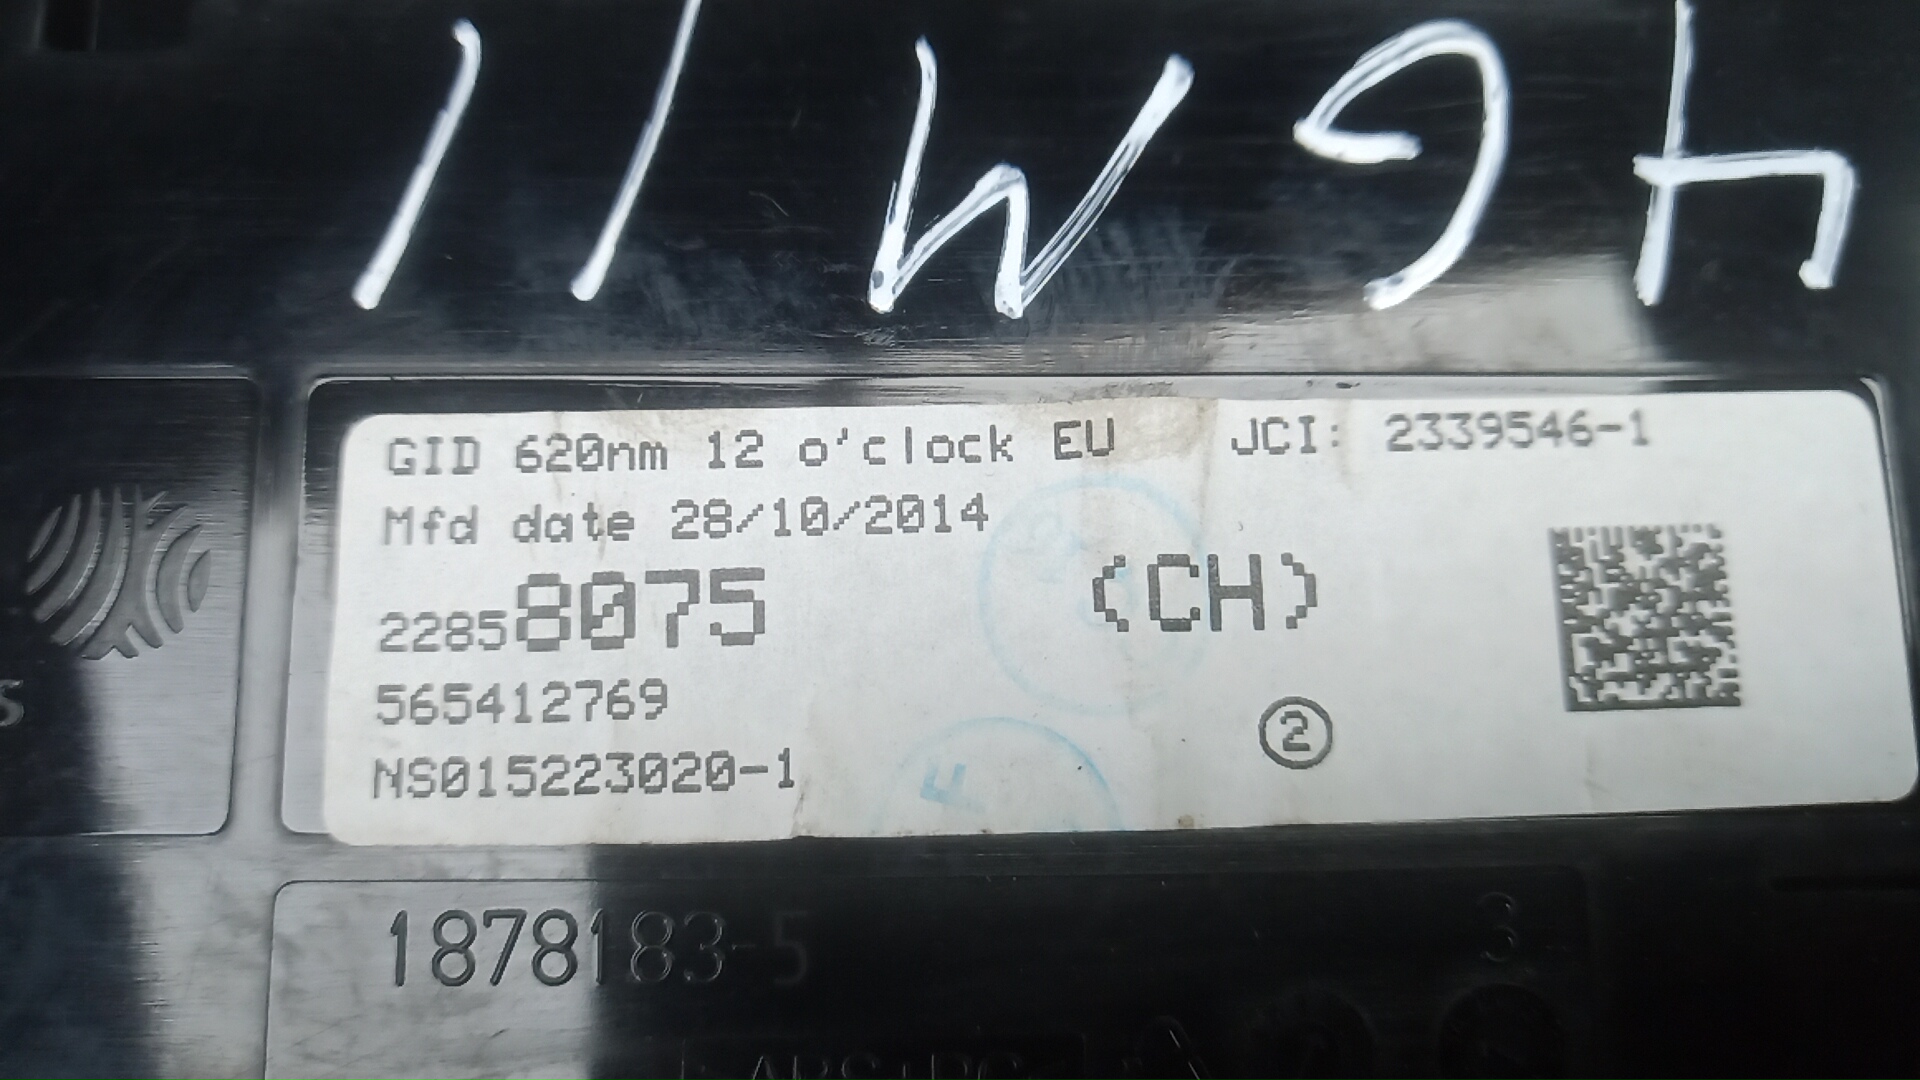 GID 620nm 12 o'clock EU JCI: 2339546-1
Mfd date 28/10/2014
22858075 (CH)
565412769
②
NS015223020-1
1878183-5
3